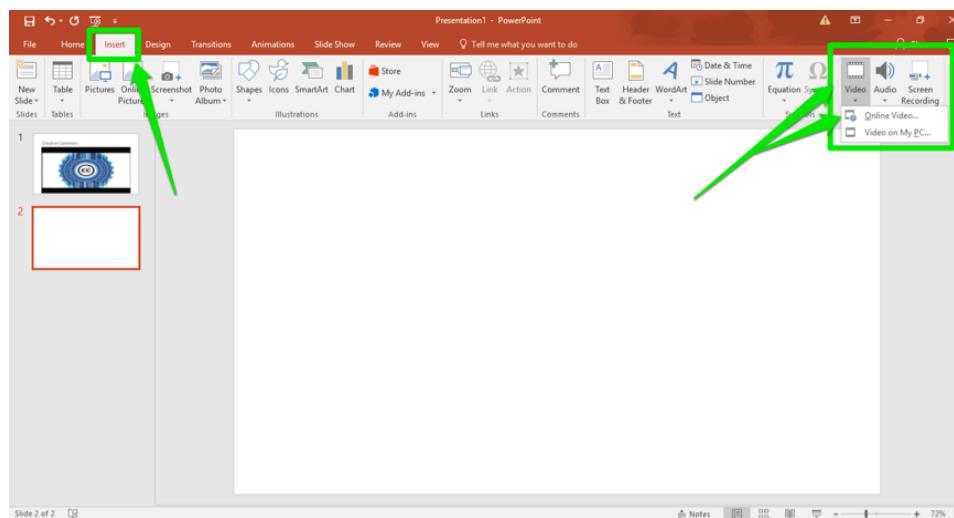 Presentation1 - PowerPoint
File Home Insert Design Transitions Animations Slide Show Review View Tell me what you want to do
New Slide
Table
Pictures
Online Pictures
Screenshot
Photo Album
Shapes
Icons
SmartArt
Chart
Store
My Add-ins
Zoom
Link
Action
Comment
Text Box
Header & Footer
WordArt
Date & Time
Slide Number
Object
Equation
Video
Audio
Screen Recording
Slides Tables Illustrations Add-ins Links Comments Text
Online Video...
Video on My PC...
1
Creative Commons
cc
2
Slide 2 of 2 Notes 72%